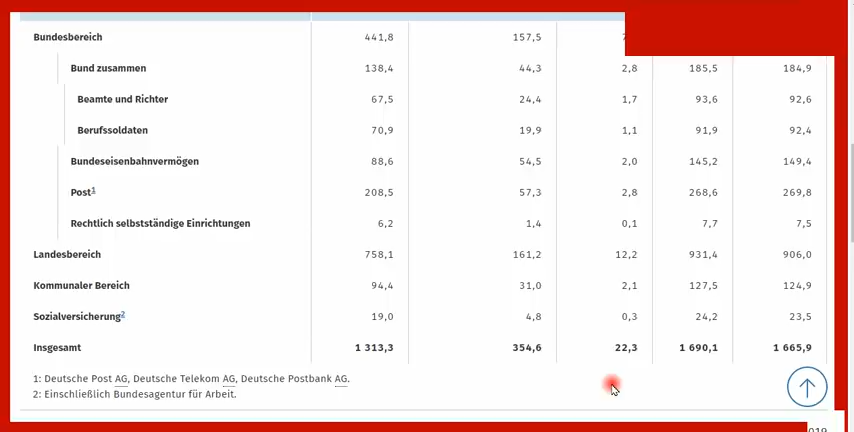 Bundesbereich 441,8 157,5
Bund zusammen 138,4 44,3 2,8 185,5 184,9
Beamte und Richter 67,5 24,4 1,7 93,6 92,6
Berufssoldaten 70,9 19,9 1,1 91,9 92,4
Bundeseisenbahnvermögen 88,6 54,5 2,0 145,2 149,4
Post1 208,5 57,3 2,8 268,6 269,8
Rechtlich selbstständige Einrichtungen 6,2 1,4 0,1 7,7 7,5
Landesbereich 758,1 161,2 12,2 931,4 906,0
Kommunaler Bereich 94,4 31,0 2,1 127,5 124,9
Sozialversicherung2 19,0 4,8 0,3 24,2 23,5
Insgesamt 1 313,3 354,6 22,3 1 690,1 1 665,9
1: Deutsche Post AG, Deutsche Telekom AG, Deutsche Postbank AG.
2: Einschließlich Bundesagentur für Arbeit.